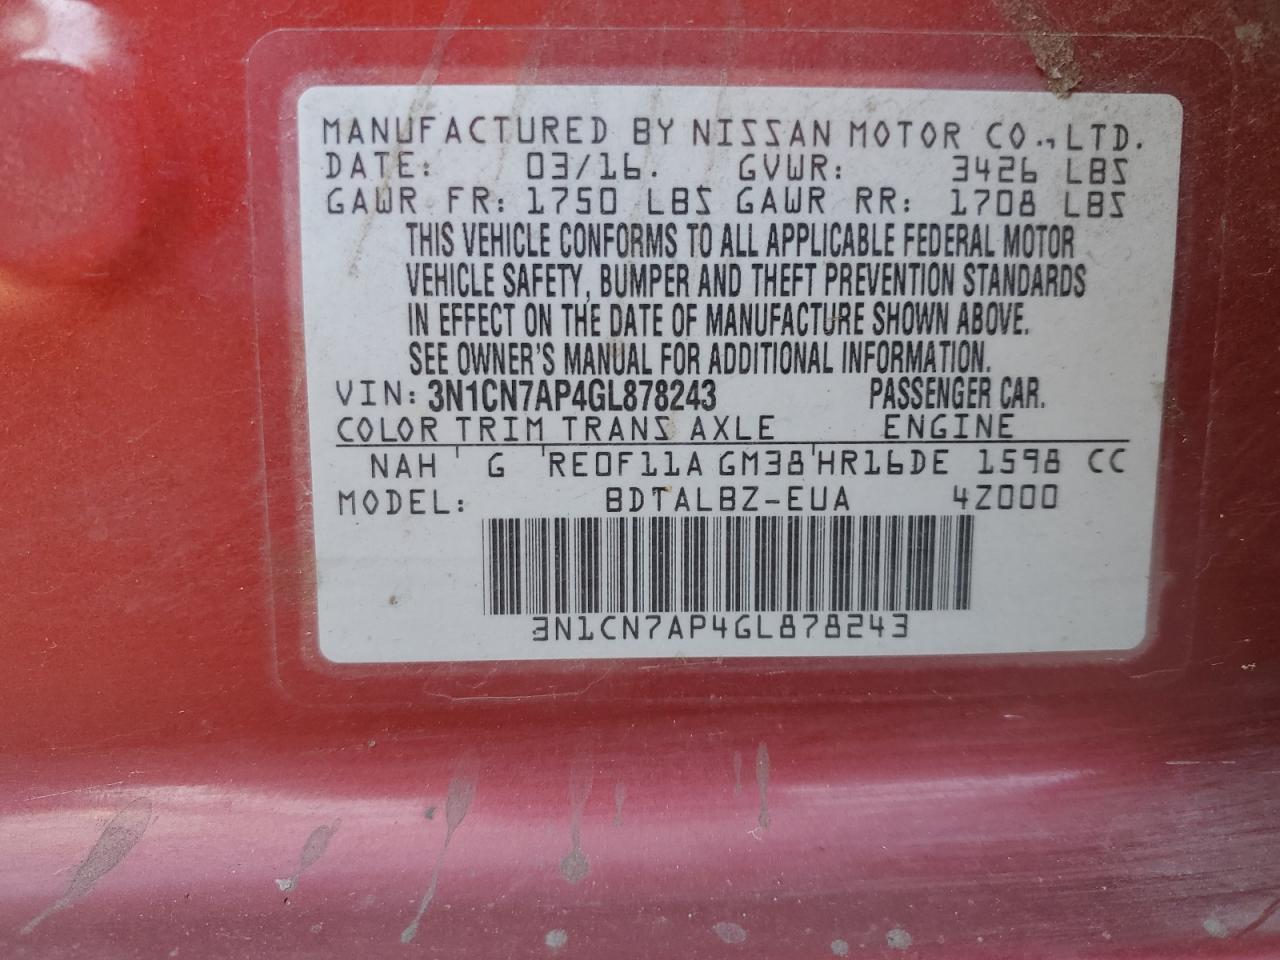 MANUFACTURED BY NISSAN MOTOR CO.,LTD.
DATE: 03/16. GVWR: 3426 LBS
GAWR FR: 1750 LBS GAWR RR: 1708 LBS
THIS VEHICLE CONFORMS TO ALL APPLICABLE FEDERAL MOTOR
VEHICLE SAFETY, BUMPER AND THEFT PREVENTION STANDARDS
IN EFFECT ON THE DATE OF MANUFACTURE SHOWN ABOVE.
SEE OWNER'S MANUAL FOR ADDITIONAL INFORMATION.
VIN: 3N1CN7AP4GL878243 PASSENGER CAR.
COLOR TRIM TRANS AXLE ENGINE
NAH ' G 'RE0F11A GM38'HR16DE 1598 CC
MODEL: BDTALBZ-EUA 4Z000
3N1CN7AP4GL878243